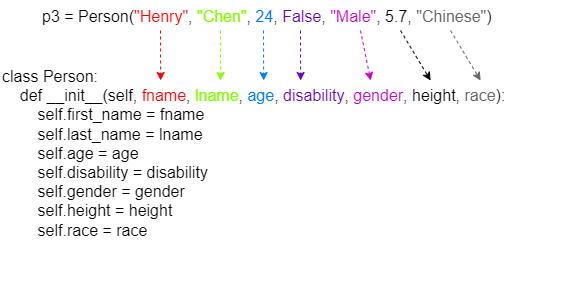 p3 = Person("Henry", "Chen", 24, False, "Male", 5.7, "Chinese")
class Person:
def __init__(self, fname, lname, age, disability, gender, height, race):
self.first_name = fname
self.last_name = lname
self.age = age
self.disability = disability
self.gender = gender
self.height = height
self.race = race